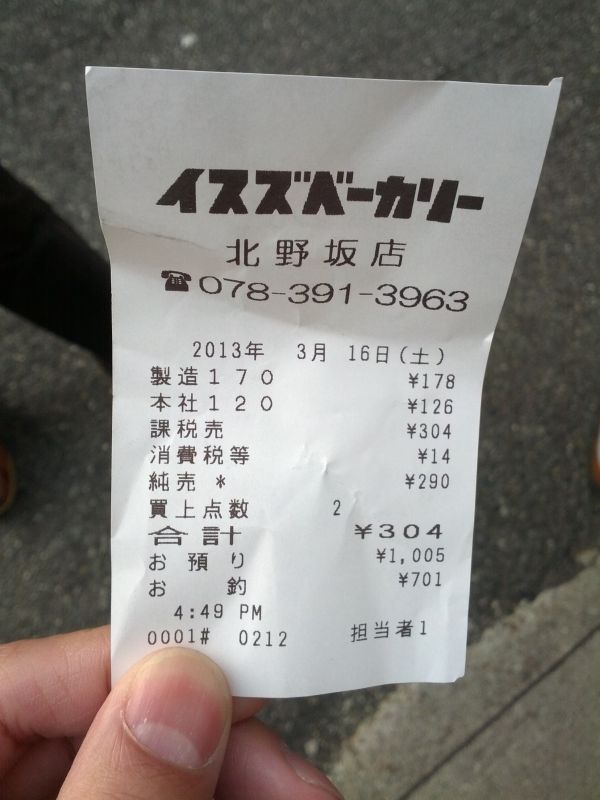 イスズベーカリー
北野坂店
☎078-391-3963
2013年 3月 16日(土)
製造170 ¥178
本社120 ¥126
課税売 ¥304
消費税等 ¥14
純売 * ¥290
買上点数 2
合計 ¥304
お預り ¥1,005
お釣 ¥701
4:49 PM
0001# 0212 担当者1